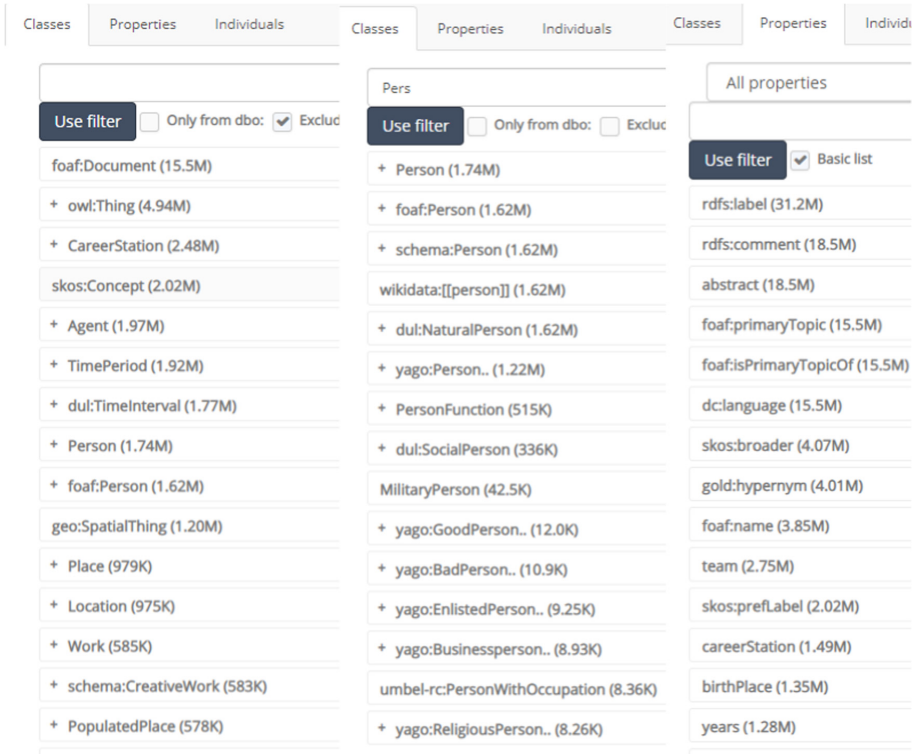 Classes Properties Individuals
Use filter Only from dbo: Exclud
foaf:Document (15.5M)
+ owl:Thing (4.94M)
+ CareerStation (2.48M)
skos:Concept (2.02M)
+ Agent (1.97M)
+ TimePeriod (1.92M)
+ dul:TimeInterval (1.77M)
+ Person (1.74M)
+ foaf:Person (1.62M)
geo:SpatialThing (1.20M)
+ Place (979K)
+ Location (975K)
+ Work (585K)
+ schema:CreativeWork (583K)
+ PopulatedPlace (578K)
Classes Properties Individuals
Pers
Use filter Only from dbo: Exclud
+ Person (1.74M)
+ foaf:Person (1.62M)
+ schema:Person (1.62M)
wikidata:[[person]] (1.62M)
+ dul:NaturalPerson (1.62M)
+ yago:Person.. (1.22M)
+ PersonFunction (515K)
+ dul:SocialPerson (336K)
MilitaryPerson (42.5K)
+ yago:GoodPerson.. (12.0K)
+ yago:BadPerson.. (10.9K)
+ yago:EnlistedPerson.. (9.25K)
+ yago:Businessperson.. (8.93K)
umbel-rc:PersonWithOccupation (8.36K)
+ yago:ReligiousPerson.. (8.26K)
Classes Properties Individu
All properties
Use filter Basic list
rdfs:label (31.2M)
rdfs:comment (18.5M)
abstract (18.5M)
foaf:primaryTopic (15.5M)
foaf:isPrimaryTopicOf (15.5M)
dc:language (15.5M)
skos:broader (4.07M)
gold:hypernym (4.01M)
foaf:name (3.85M)
team (2.75M)
skos:prefLabel (2.02M)
careerStation (1.49M)
birthPlace (1.35M)
years (1.28M)